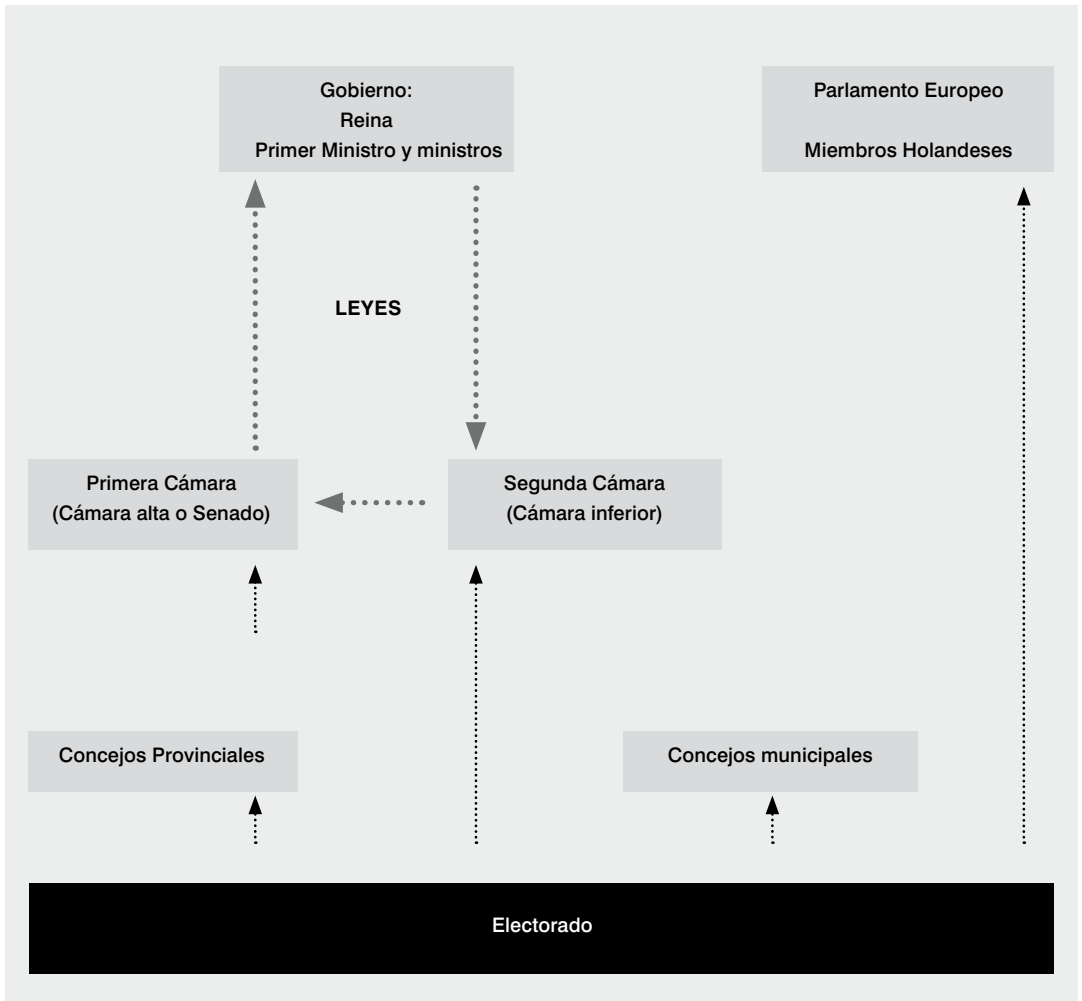 Gobierno:
Reina
Primer Ministro y ministros
Parlamento Europeo
Miembros Holandeses
LEYES
Primera Cámara
(Cámara alta o Senado)
Segunda Cámara
(Cámara inferior)
Concejos Provinciales
Concejos municipales
Electorado